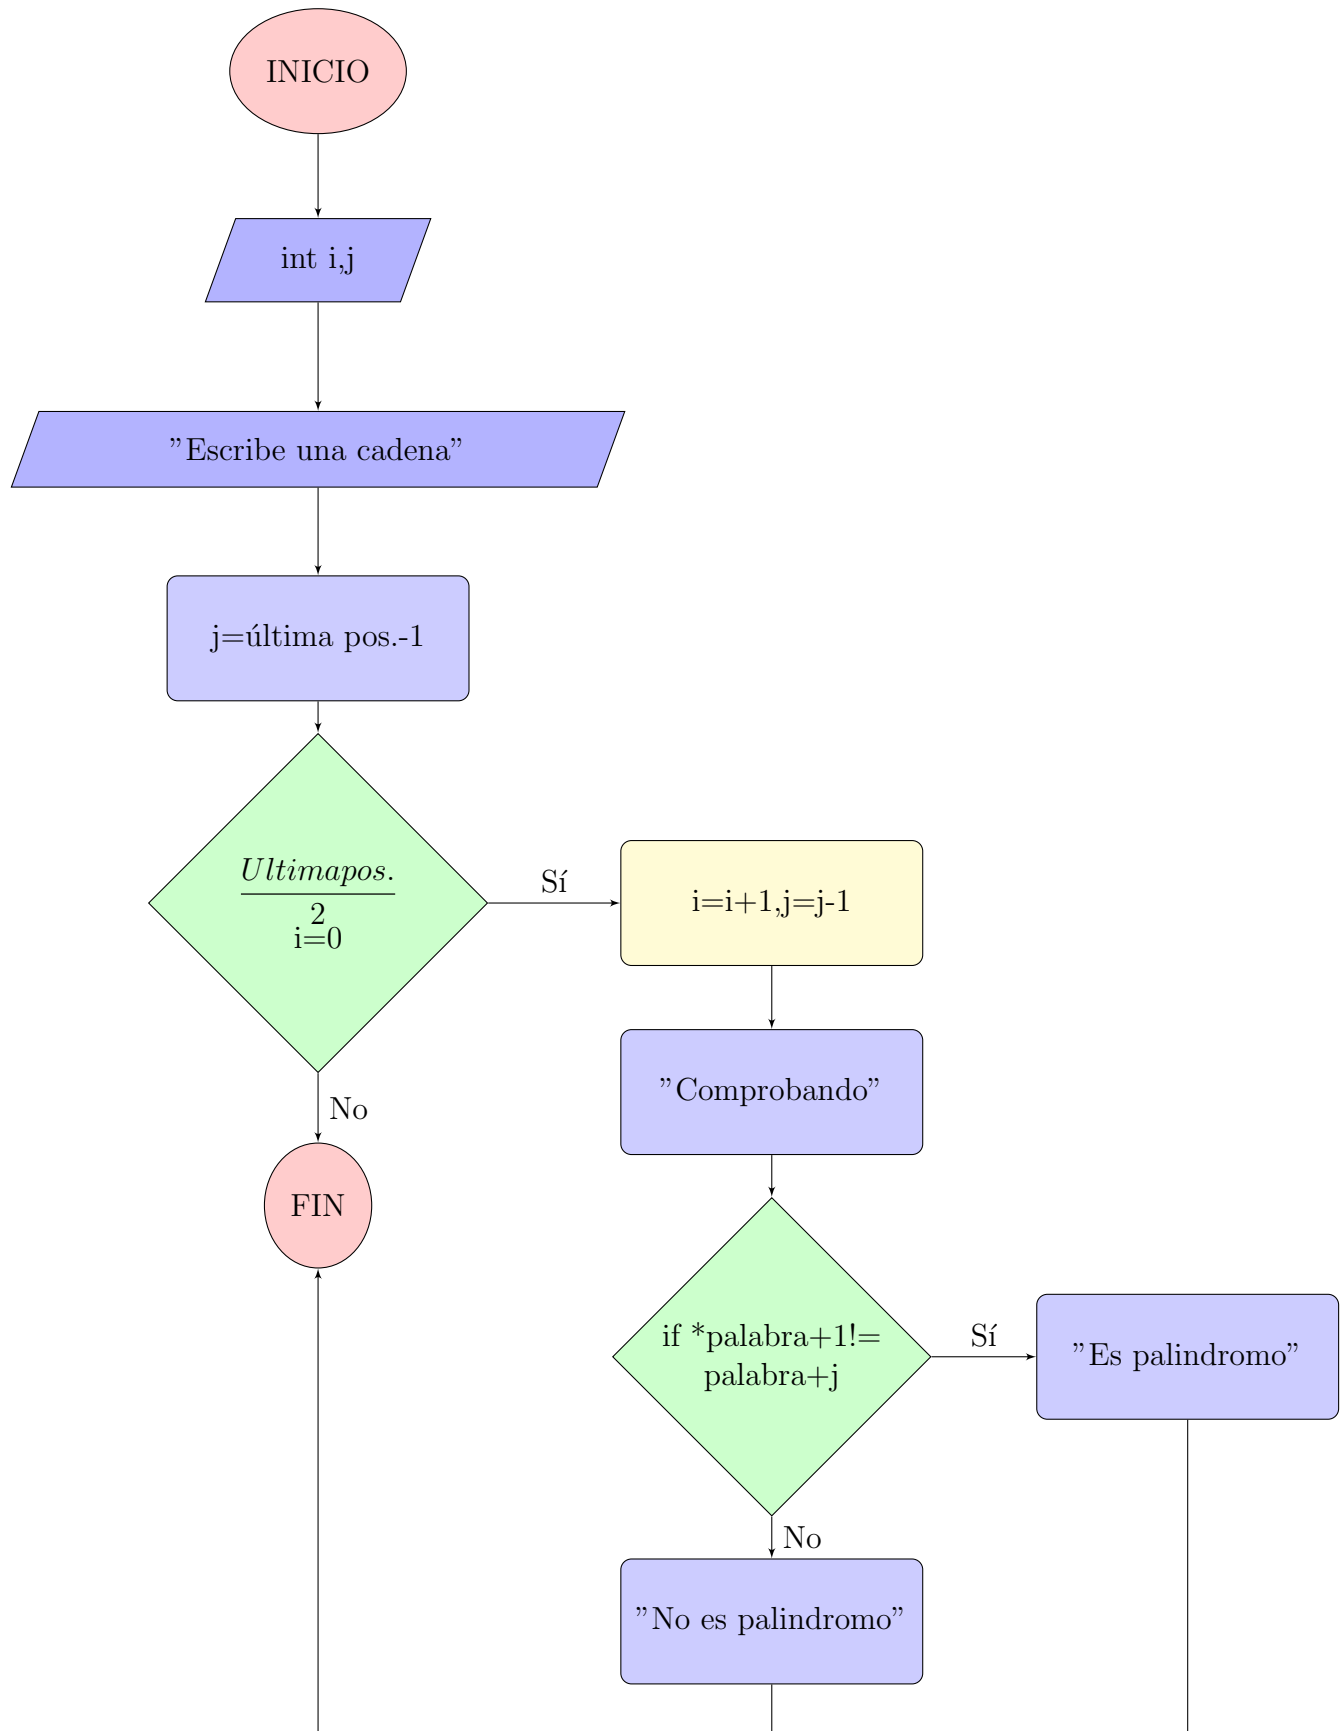 INICIO
int i,j
”Escribe una cadena”
j=última pos.-1
Ultimapos.
2
i=0
Sí
i=i+1,j=j-1
”Comprobando”
No
FIN
if *palabra+1!=
palabra+j
Sí
”Es palindromo”
No
”No es palindromo”